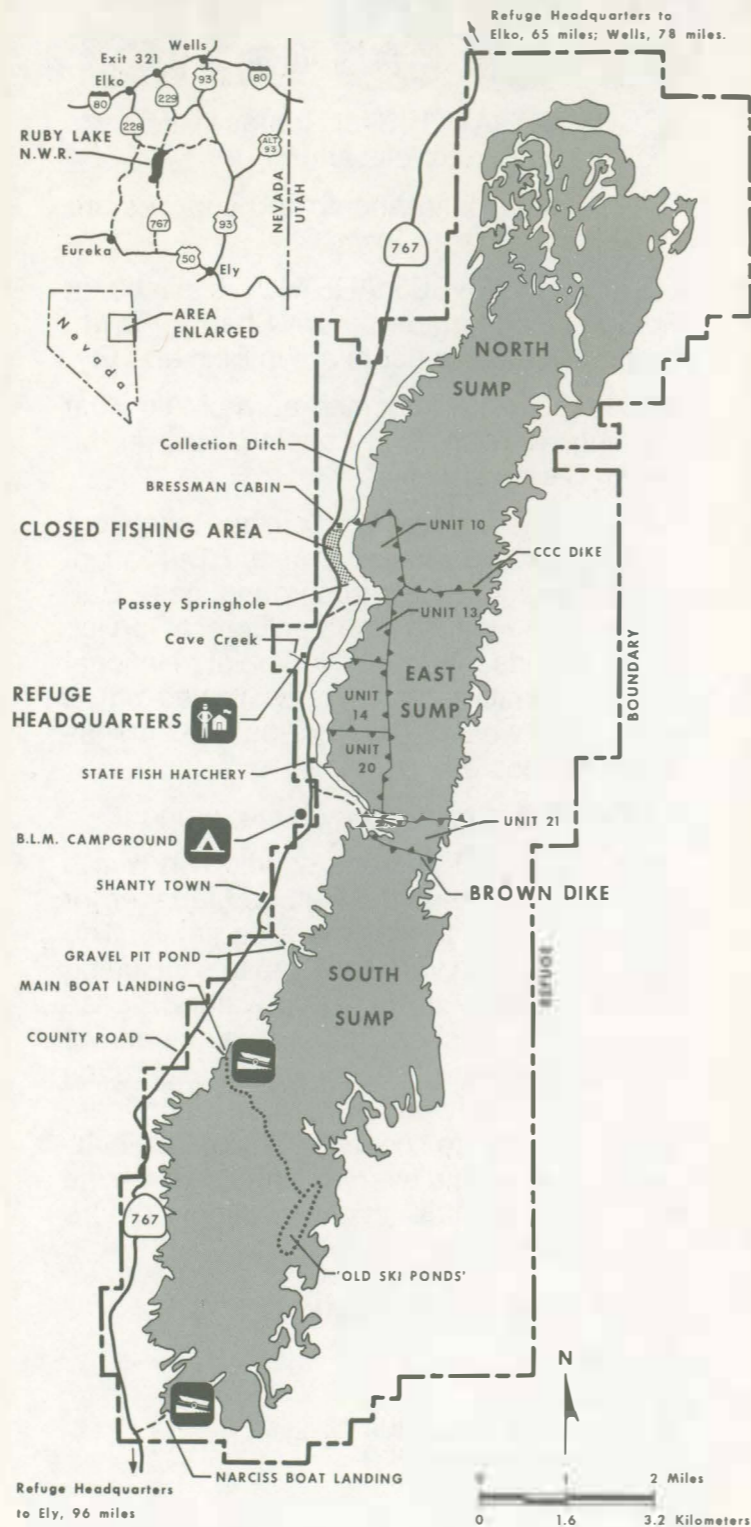 Refuge Headquarters to
Elko, 65 miles; Wells, 78 miles.
Wells
Exit 321
Elko
80
93
80
229
228
RUBY LAKE
N.W.R.
ALT
93
NEVADA
UTAH
767
93
Eureka
50
Ely
AREA
ENLARGED
Nevada
767
NORTH
SUMP
Collection Ditch
BRESSMAN CABIN
UNIT 10
CLOSED FISHING AREA
CCC DIKE
Passey Springhole
UNIT 13
Cave Creek
EAST
SUMP
BOUNDARY
REFUGE
HEADQUARTERS
UNIT
14
UNIT
20
STATE FISH HATCHERY
UNIT 21
B.L.M. CAMPGROUND
BROWN DIKE
SHANTY TOWN
GRAVEL PIT POND
REFUGE
MAIN BOAT LANDING
SOUTH
SUMP
COUNTY ROAD
767
'OLD SKI PONDS'
N
NARCISS BOAT LANDING
Refuge Headquarters
to Ely, 96 miles
0 1 2 Miles
0 1.6 3.2 Kilometers